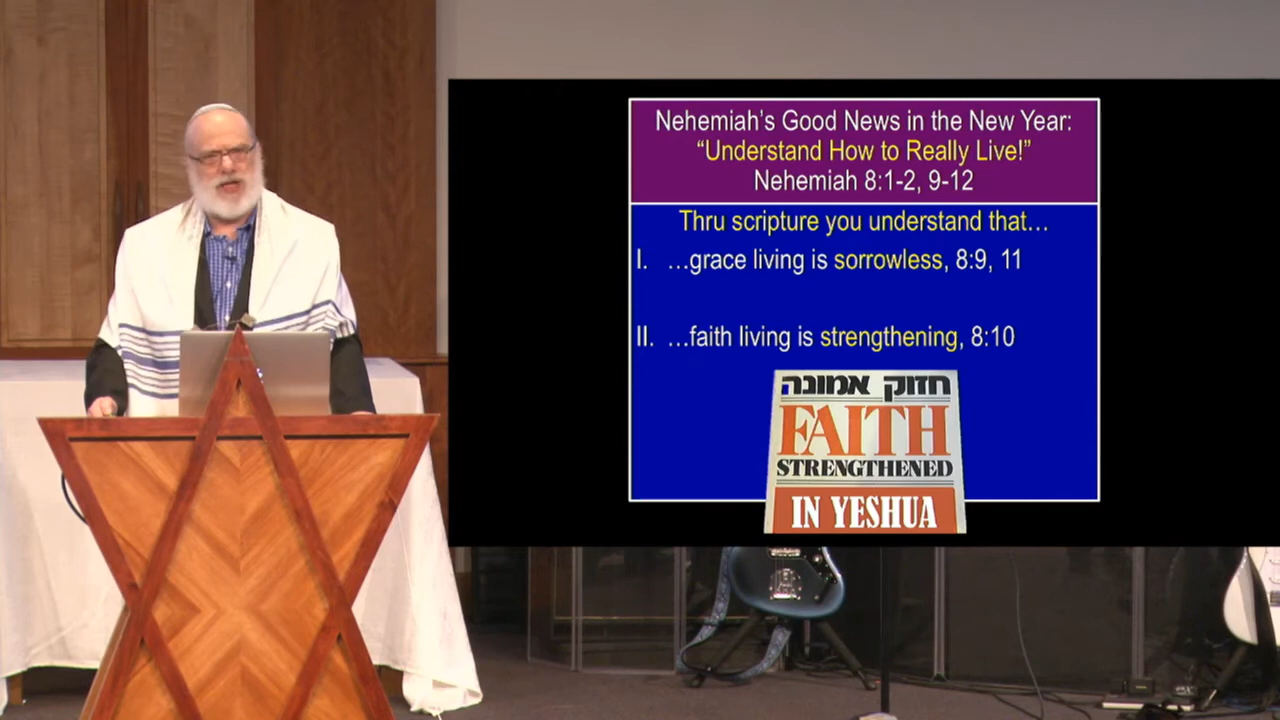 Nehemiah's Good News in the New Year:
“Understand How to Really Live!”
Nehemiah 8:1-2, 9-12
Thru scripture you understand that…
I. …grace living is sorrowless, 8:9, 11
II. …faith living is strengthening, 8:10
חזוק אמונה
FAITH
STRENGTHENED
IN YESHUA